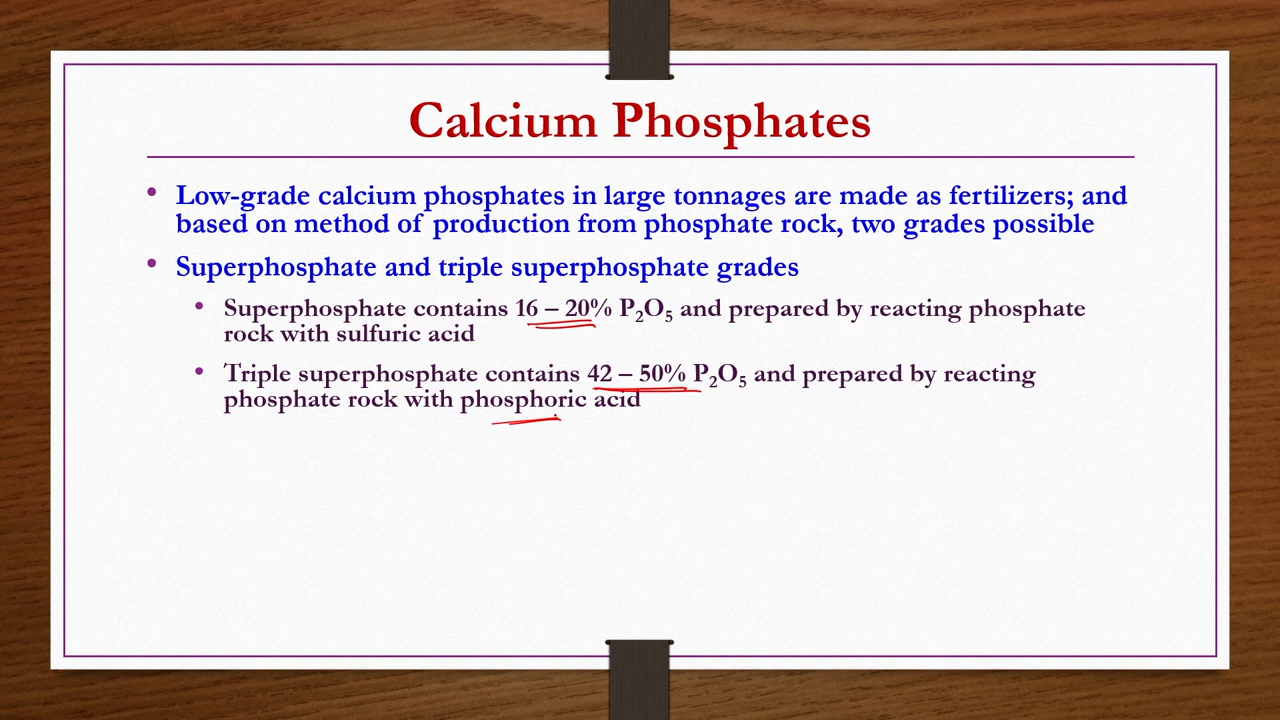 Calcium Phosphates
• Low-grade calcium phosphates in large tonnages are made as fertilizers; and
based on method of production from phosphate rock, two grades possible
• Superphosphate and triple superphosphate grades
• Superphosphate contains 16 – 20% P₂O₅ and prepared by reacting phosphate
rock with sulfuric acid
• Triple superphosphate contains 42 – 50% P₂O₅ and prepared by reacting
phosphate rock with phosphoric acid